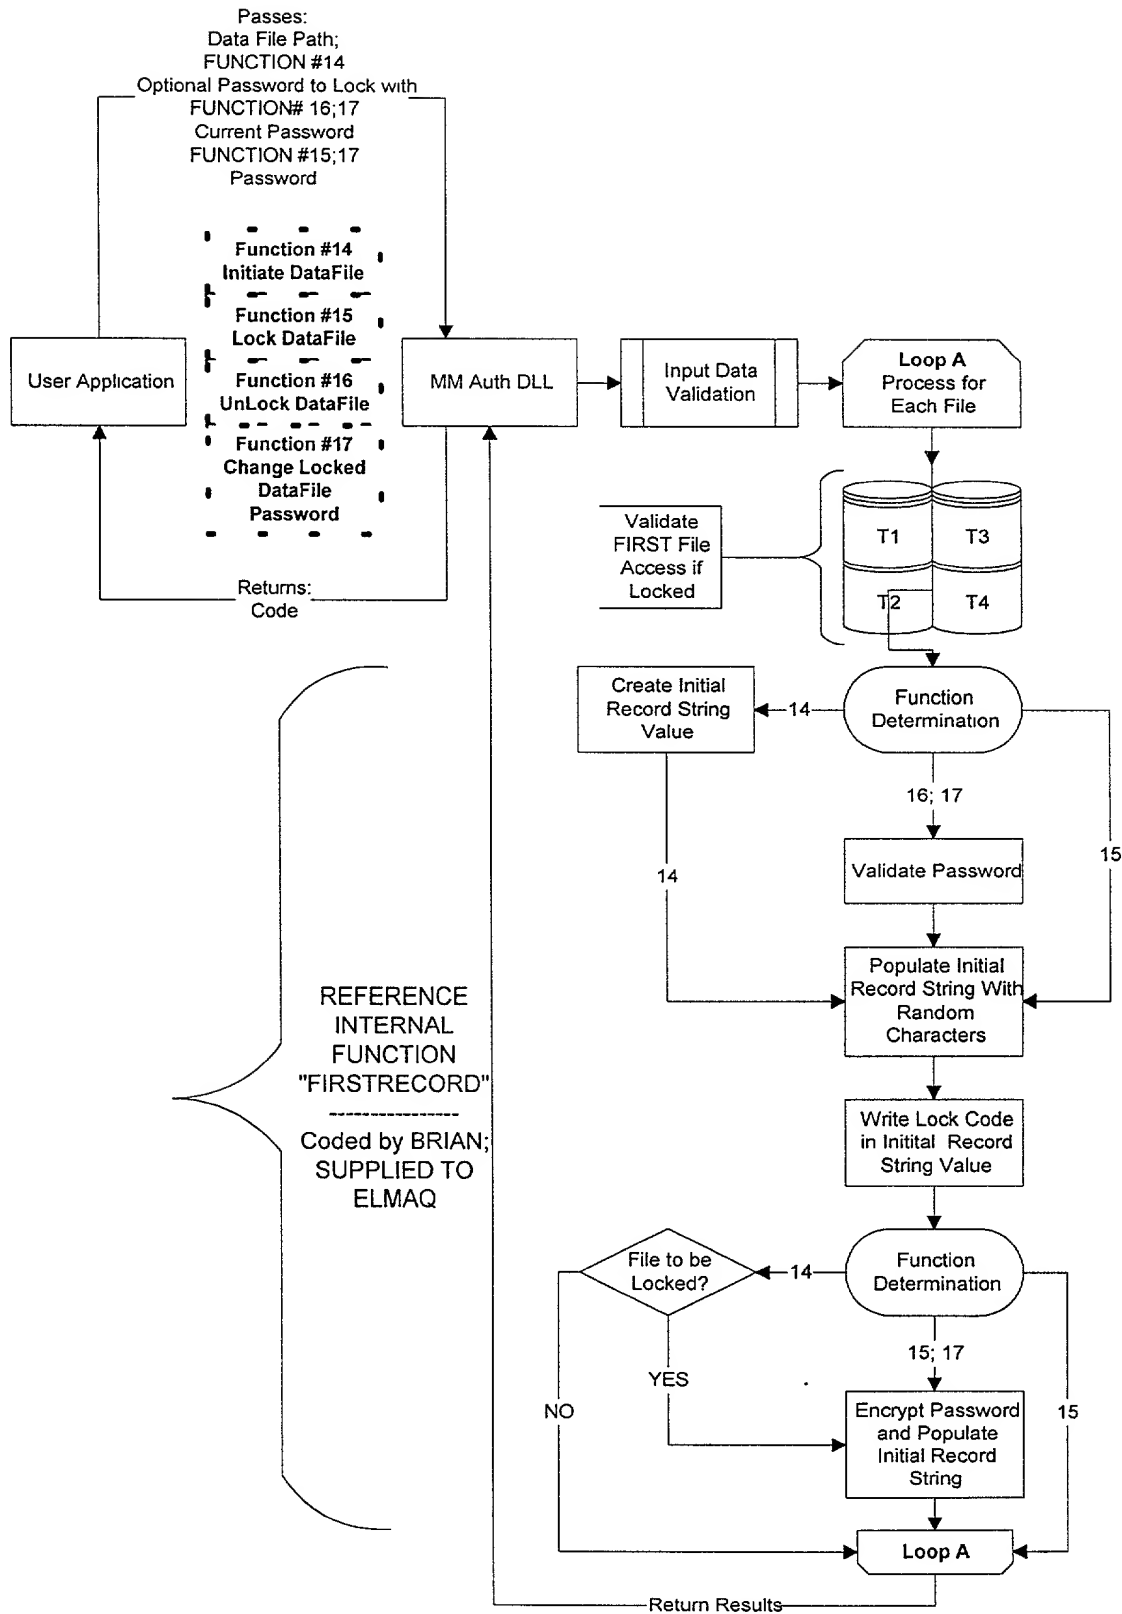 Passes:
Data File Path;
FUNCTION #14
Optional Password to Lock with
FUNCTION# 16;17
Current Password
FUNCTION #15;17
Password
Function #14
Initiate DataFile
Function #15
Lock DataFile
Function #16
UnLock DataFile
Function #17
Change Locked
DataFile
Password
User Application
MM Auth DLL
Input Data
Validation
Loop A
Process for
Each File
Returns:
Code
Validate
FIRST File
Access if
Locked
T1
T3
T2
T4
Create Initial
Record String
Value
14
Function
Determination
16; 17
15
14
Validate Password
Populate Initial
Record String With
Random
Characters
REFERENCE
INTERNAL
FUNCTION
"FIRSTRECORD"
----------------
Coded by BRIAN;
SUPPLIED TO
ELMAQ
Write Lock Code
in Initital Record
String Value
File to be
Locked?
14
Function
Determination
15; 17
YES
NO
15
Encrypt Password
and Populate
Initial Record
String
Loop A
Return Results